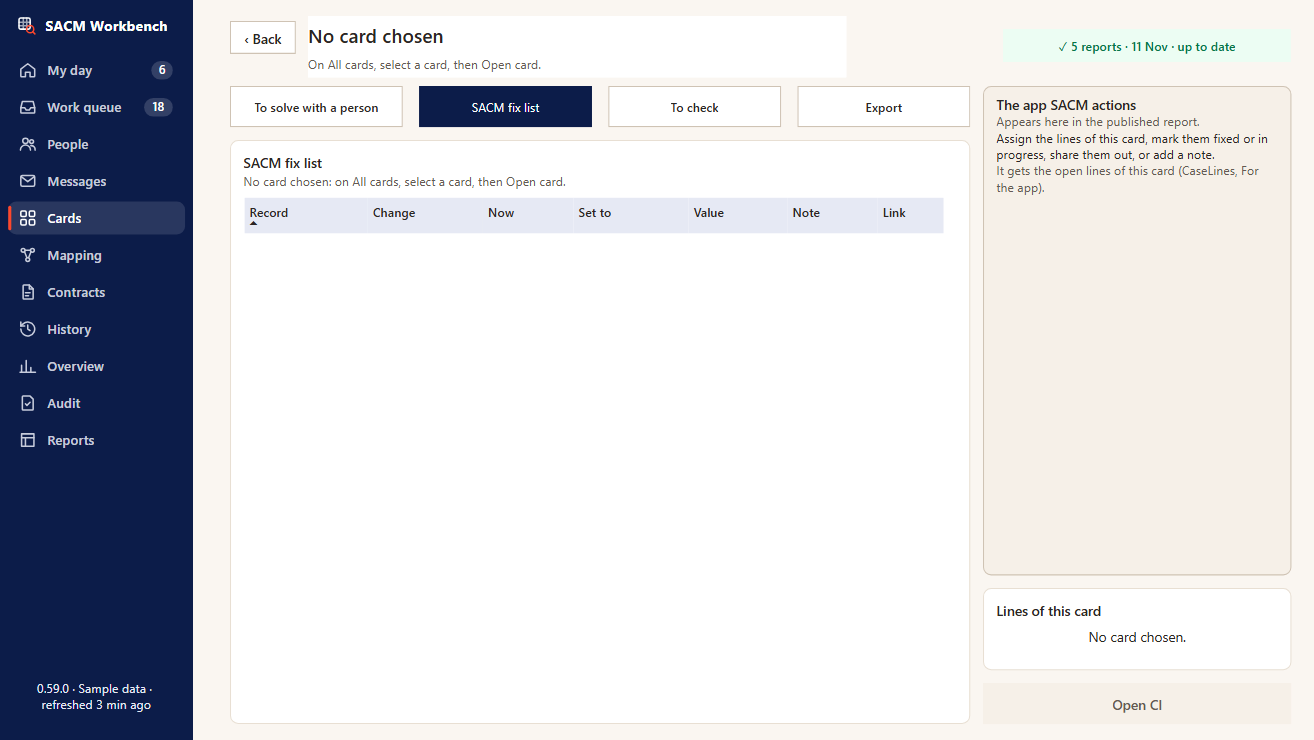 SACM Workbench
My day 6
Work queue 18
People
Messages
Cards
Mapping
Contracts
History
Overview
Audit
Reports
0.59.0 · Sample data ·
refreshed 3 min ago
‹ Back
No card chosen
On All cards, select a card, then Open card.
✓ 5 reports · 11 Nov · up to date
To solve with a person
SACM fix list
To check
Export
SACM fix list
No card chosen: on All cards, select a card, then Open card.
Record Change Now Set to Value Note Link
The app SACM actions
Appears here in the published report.
Assign the lines of this card, mark them fixed or in
progress, share them out, or add a note.
It gets the open lines of this card (CaseLines, For
the app).
Lines of this card
No card chosen.
Open CI